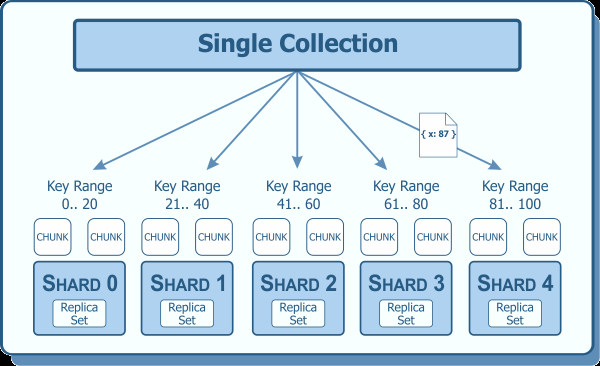 Single Collection
{ x: 87 }
Key Range
0.. 20
Key Range
21.. 40
Key Range
41.. 60
Key Range
61.. 80
Key Range
81.. 100
CHUNK CHUNK CHUNK CHUNK CHUNK CHUNK CHUNK CHUNK CHUNK CHUNK
SHARD 0
Replica
Set
SHARD 1
Replica
Set
SHARD 2
Replica
Set
SHARD 3
Replica
Set
SHARD 4
Replica
Set